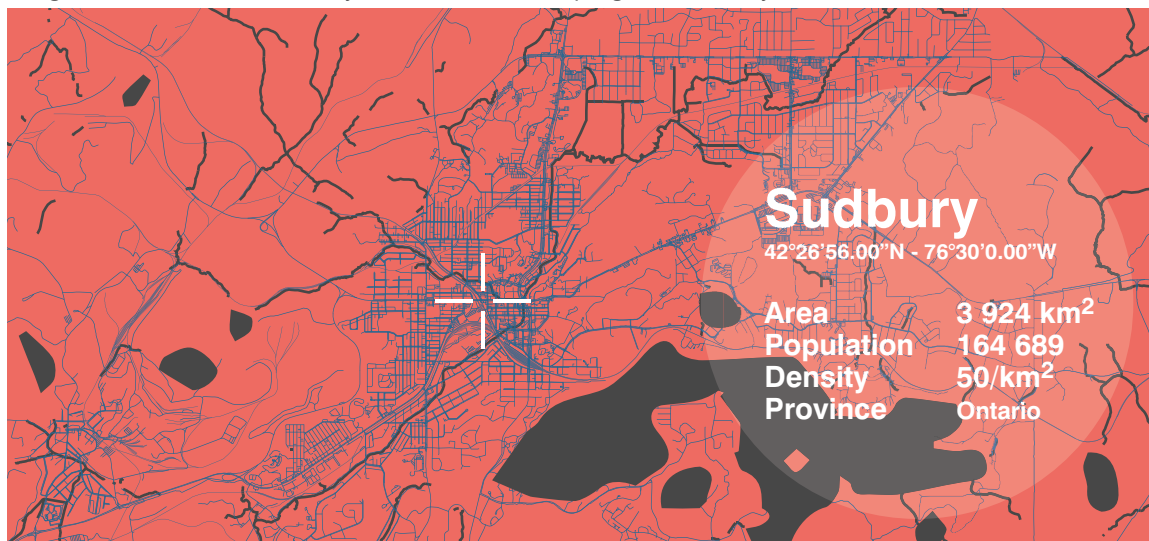 Sudbury
42°26’56.00”N - 76°30’0.00”W
Area 3 924 km²
Population 164 689
Density 50/km²
Province Ontario